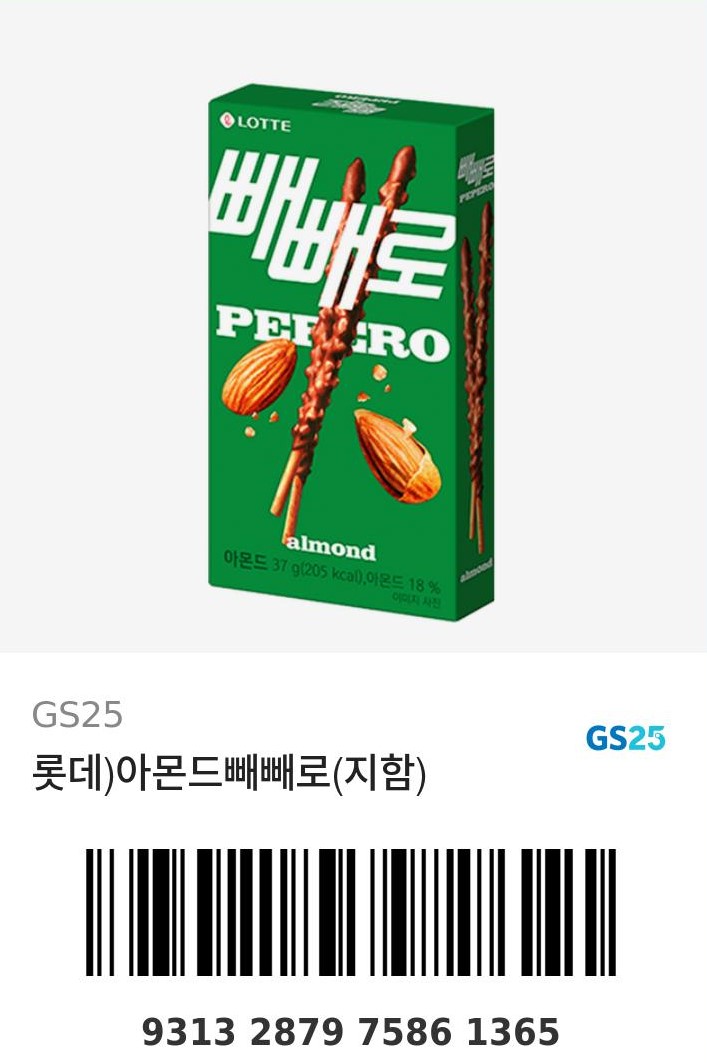 LOTTE
빼빼로
PEPERO
almond
아몬드 37 g(205 kcal),아몬드 18 %
이미지 사진
빼빼로
PEPERO
almond
GS25
GS25
롯데)아몬드빼빼로(지함)
9313 2879 7586 1365